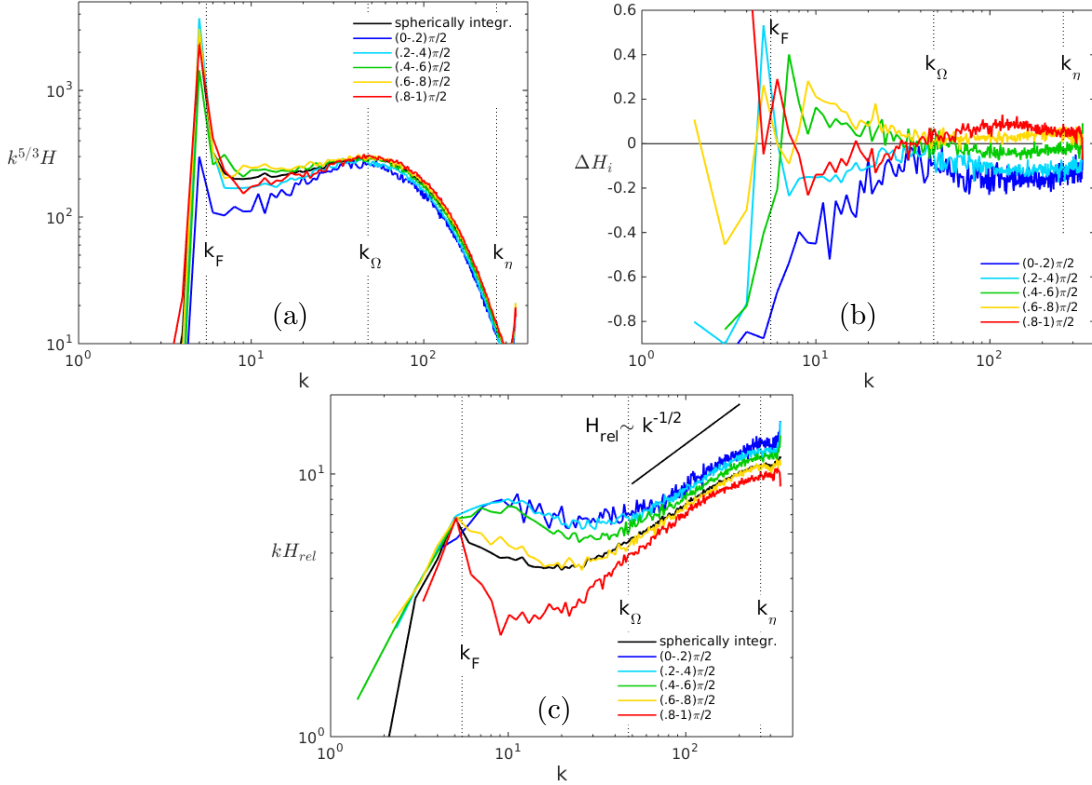 spherically integr.
(0-.2)π/2
(.2-.4)π/2
(.4-.6)π/2
(.6-.8)π/2
(.8-1)π/2
10³
k^{5/3}H
10²
10¹
k_F
k_Ω
k_η
(a)
10⁰ 10¹ 10²
k
0.6
0.4
0.2
0
-0.2
-0.4
-0.6
-0.8
ΔH_i
k_F
k_Ω
k_η
(0-.2)π/2
(.2-.4)π/2
(.4-.6)π/2
(.6-.8)π/2
(.8-1)π/2
(b)
10⁰ 10¹ 10²
k
H_rel ~ k^{-1/2}
10¹
kH_{rel}
10⁰
k_F
k_Ω
k_η
spherically integr.
(0-.2)π/2
(.2-.4)π/2
(.4-.6)π/2
(.6-.8)π/2
(.8-1)π/2
(c)
10⁰ 10¹ 10²
k